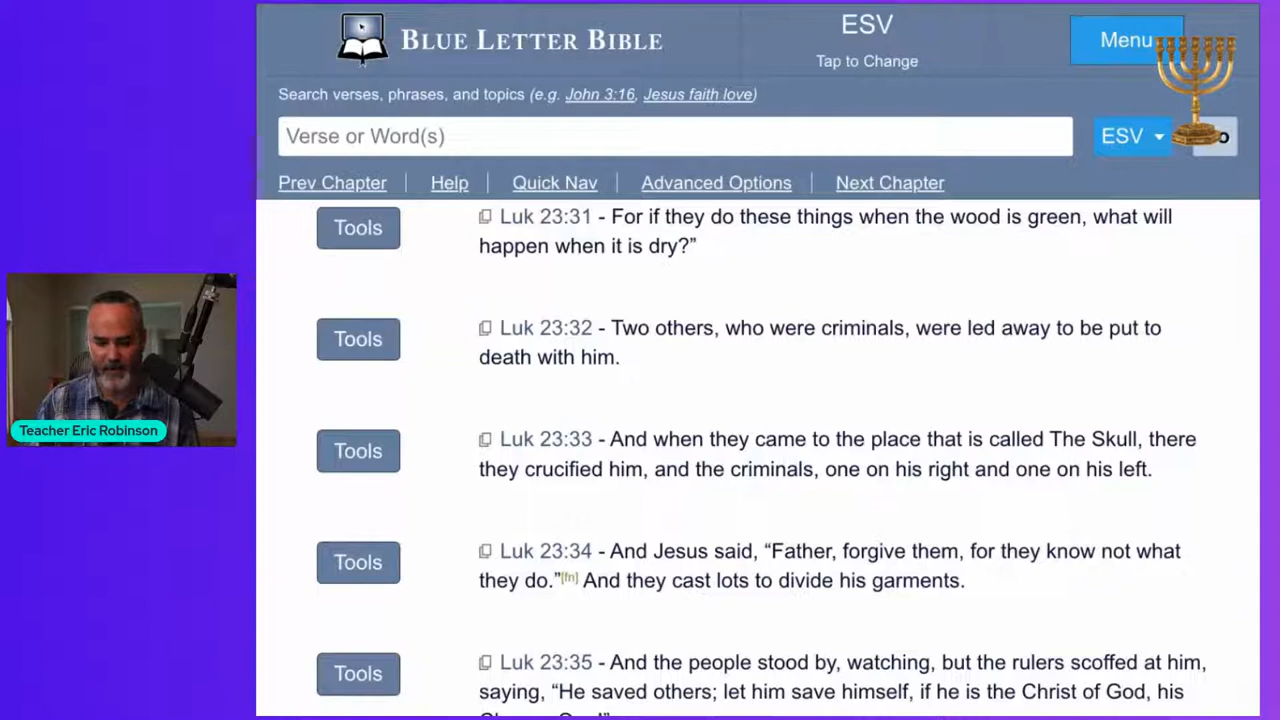 BLUE LETTER BIBLE
ESV
Tap to Change
Menu
Search verses, phrases, and topics (e.g. John 3:16, Jesus faith love)
Verse or Word(s)
ESV
Prev Chapter | Help | Quick Nav | Advanced Options | Next Chapter
Tools
Luk 23:31 - For if they do these things when the wood is green, what will
happen when it is dry?”
Tools
Luk 23:32 - Two others, who were criminals, were led away to be put to
death with him.
Teacher Eric Robinson
Tools
Luk 23:33 - And when they came to the place that is called The Skull, there
they crucified him, and the criminals, one on his right and one on his left.
Tools
Luk 23:34 - And Jesus said, “Father, forgive them, for they know not what
they do.”[fn] And they cast lots to divide his garments.
Tools
Luk 23:35 - And the people stood by, watching, but the rulers scoffed at him,
saying, “He saved others; let him save himself, if he is the Christ of God, his